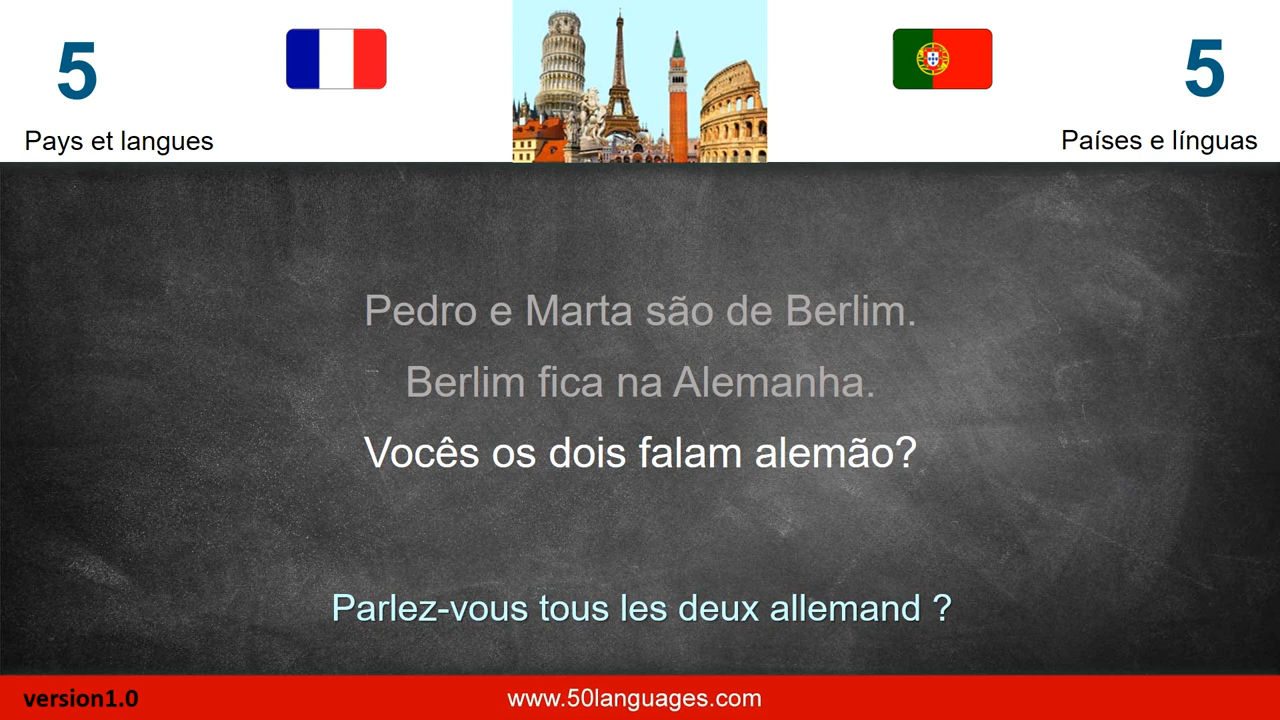 5
5
Pays et langues
Países e línguas
Pedro e Marta são de Berlim.
Berlim fica na Alemanha.
Vocês os dois falam alemão?
Parlez-vous tous les deux allemand ?
version1.0
www.50languages.com